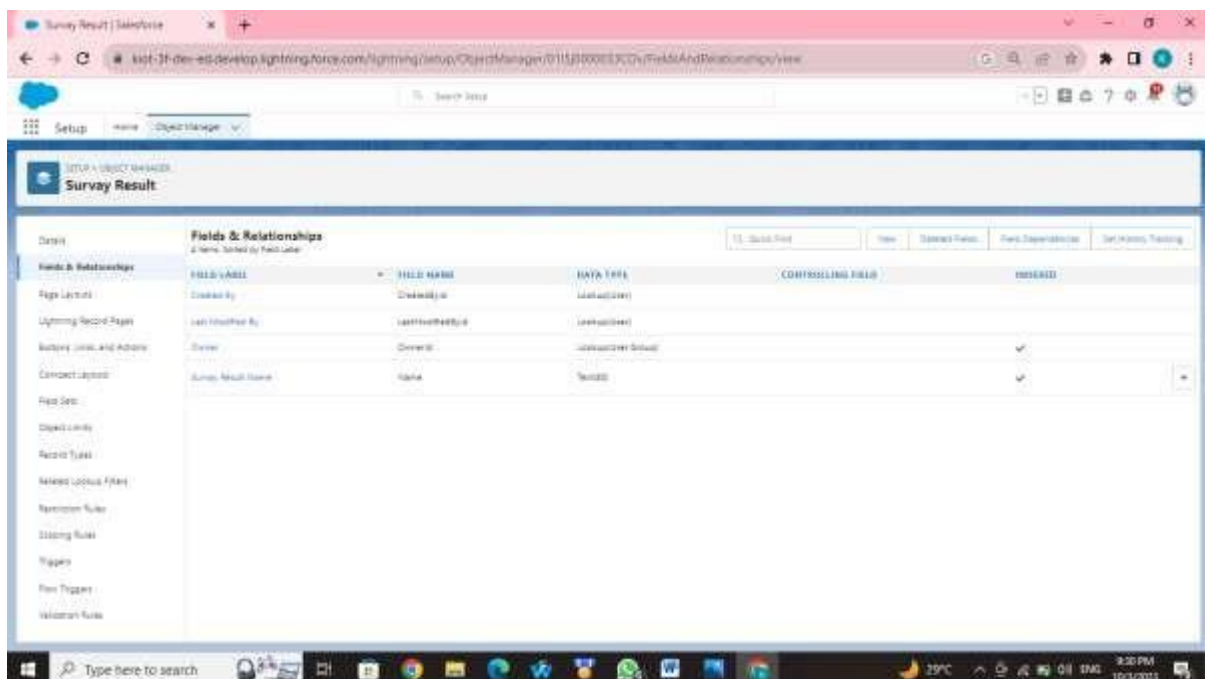 Survay Result | Salesforce
Search Setup
Setup Home Object Manager
SETUP > OBJECT MANAGER
Survay Result
Details
Fields & Relationships
Page Layouts
Lightning Record Pages
Buttons, Links, and Actions
Compact Layouts
Field Sets
Object Limits
Record Types
Related Lookup Filters
Restriction Rules
Scoping Rules
Triggers
Flow Triggers
Validation Rules
Fields & Relationships
4 Items, Sorted by Field Label
Quick Find New Deleted Fields Field Dependencies Set History Tracking
FIELD LABEL FIELD NAME DATA TYPE CONTROLLING FIELD INDEXED
Created By CreatedById Lookup(User)
Last Modified By LastModifiedById Lookup(User)
Owner OwnerId Lookup(User,Group)
Survay Result Name Name Text(80)
Type here to search
29°C ENG 9:30 PM